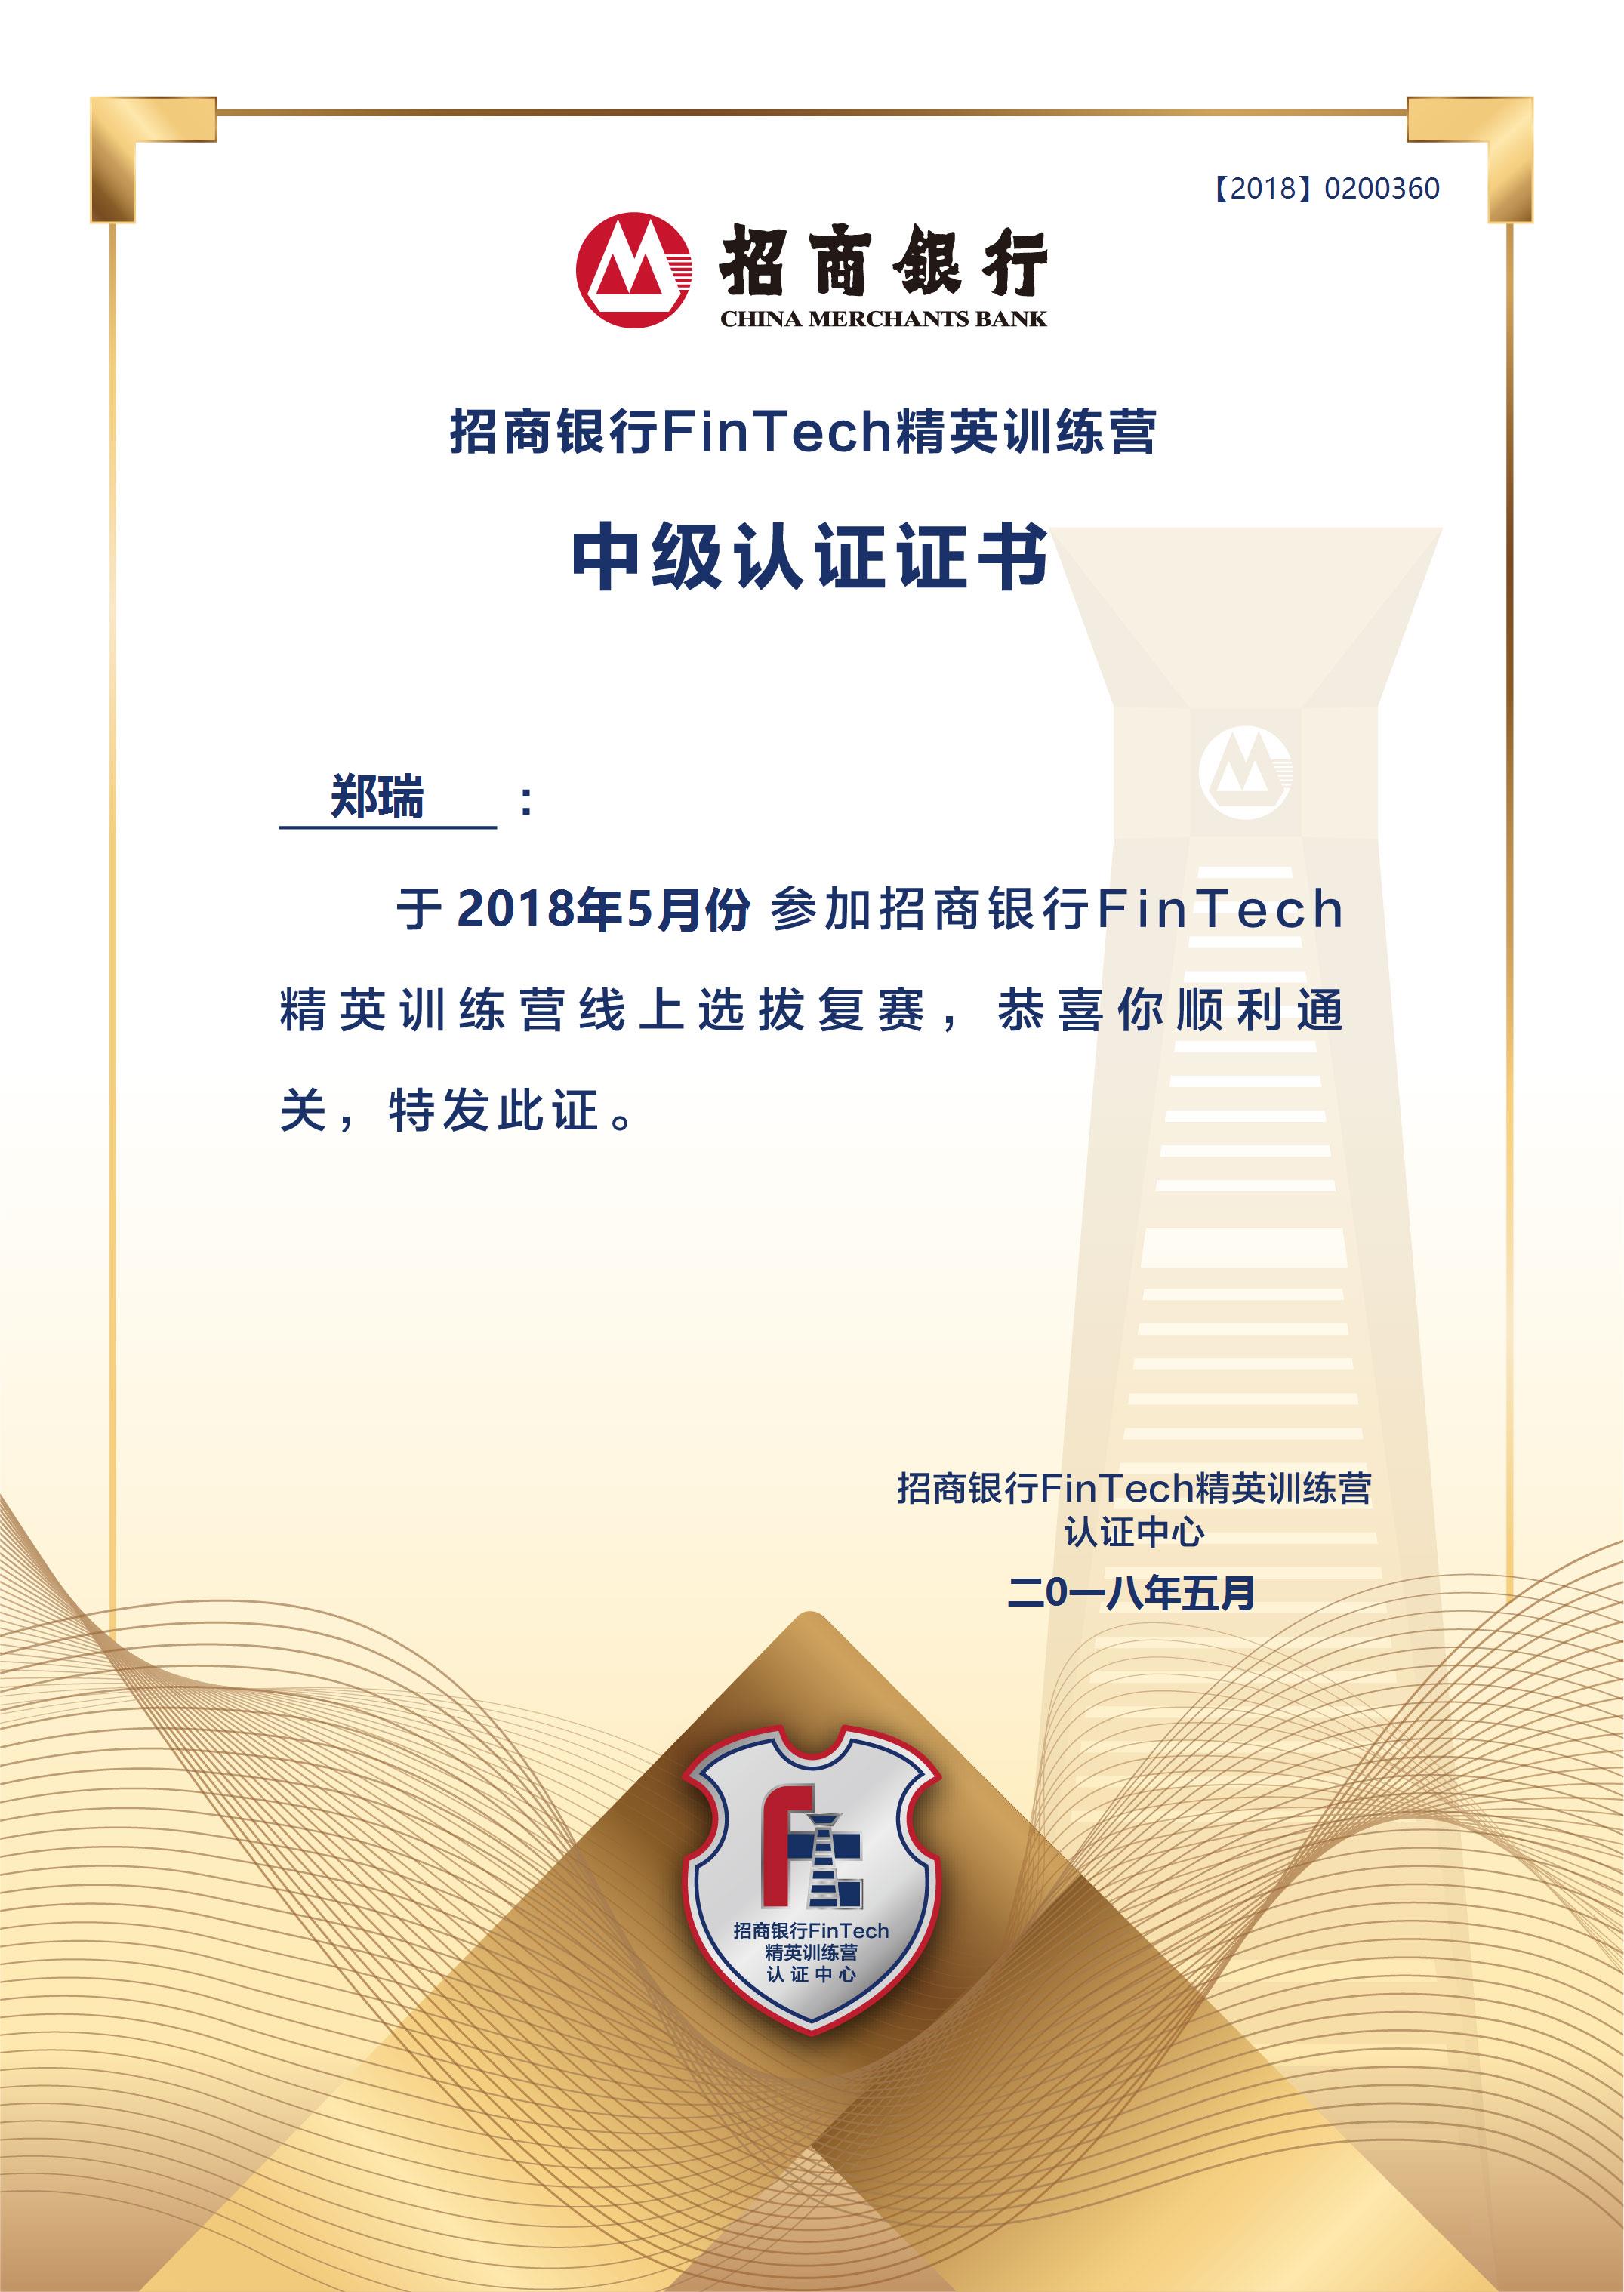 【2018】0200360
招商銀行
CHINA MERCHANTS BANK
招商银行FinTech精英训练营
中级认证证书
郑瑞 ：
于 2018年5月份 参加招商银行FinTech
精英训练营线上选拔复赛，恭喜你顺利通
关，特发此证。
招商银行FinTech精英训练营
认证中心
二0一八年五月
招商银行FinTech
精英训练营
认证中心